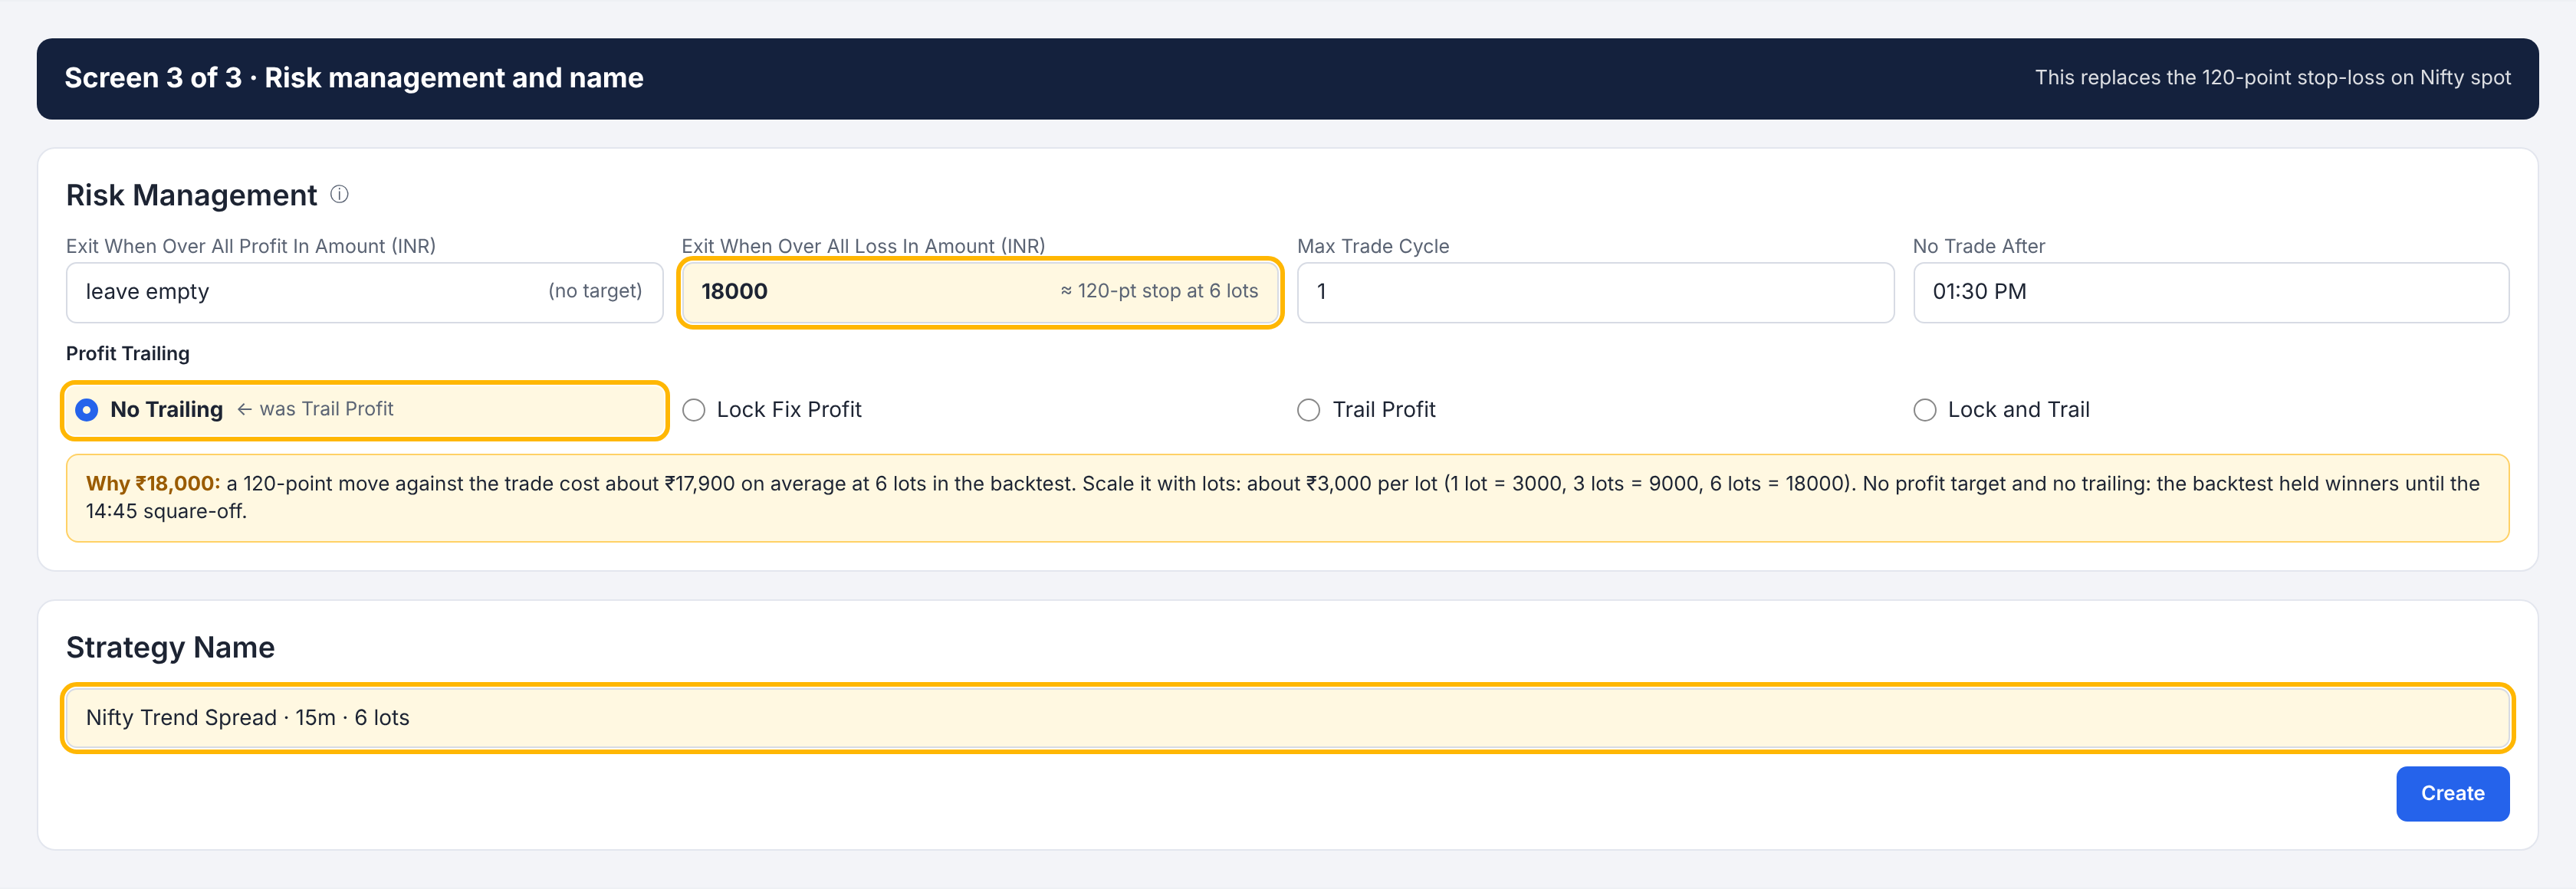 Screen 3 of 3 · Risk management and name
This replaces the 120-point stop-loss on Nifty spot
Risk Management ⓘ
Exit When Over All Profit In Amount (INR)
Exit When Over All Loss In Amount (INR)
Max Trade Cycle
No Trade After
leave empty (no target)
18000 ≈ 120-pt stop at 6 lots
1
01:30 PM
Profit Trailing
No Trailing ← was Trail Profit
Lock Fix Profit
Trail Profit
Lock and Trail
Why ₹18,000: a 120-point move against the trade cost about ₹17,900 on average at 6 lots in the backtest. Scale it with lots: about ₹3,000 per lot (1 lot = 3000, 3 lots = 9000, 6 lots = 18000). No profit target and no trailing: the backtest held winners until the
14:45 square-off.
Strategy Name
Nifty Trend Spread · 15m · 6 lots
Create